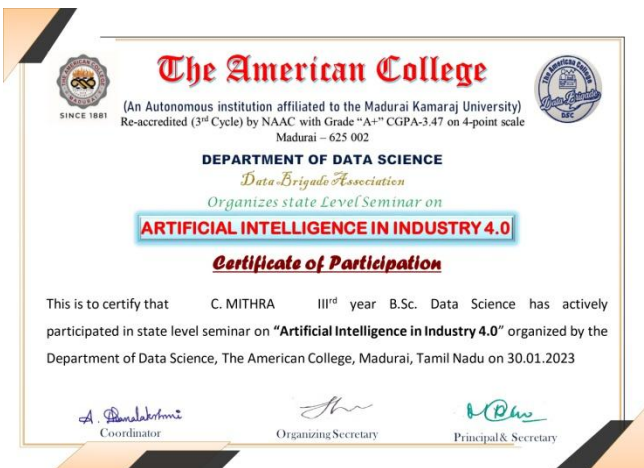 The American College
(An Autonomous institution affiliated to the Madurai Kamaraj University)
Re-accredited (3rd Cycle) by NAAC with Grade “A+” CGPA-3.47 on 4-point scale
Madurai – 625 002
SINCE 1881
DEPARTMENT OF DATA SCIENCE
Data Brigade Association
Organizes state Level Seminar on
ARTIFICIAL INTELLIGENCE IN INDUSTRY 4.0
Certificate of Participation
This is to certify that C. MITHRA IIIrd year B.Sc. Data Science has actively
participated in state level seminar on “Artificial Intelligence in Industry 4.0” organized by the
Department of Data Science, The American College, Madurai, Tamil Nadu on 30.01.2023
Coordinator
Organizing Secretary
Principal & Secretary